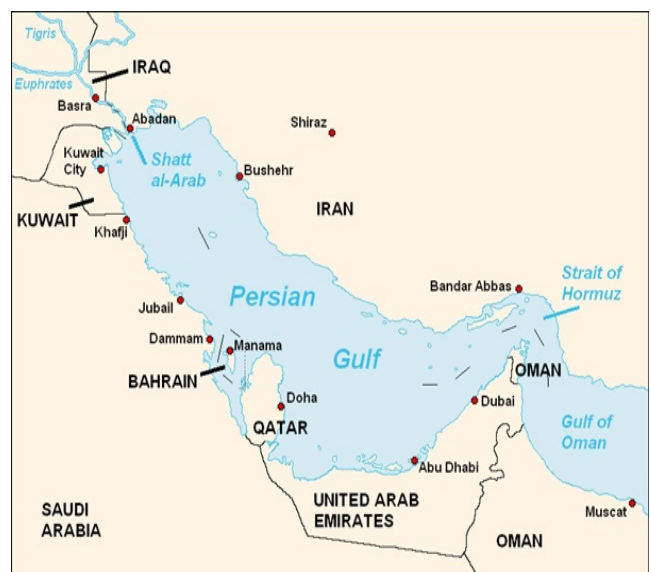 Tigris
IRAQ
Euphrates
Basra
Abadan
Shiraz
Kuwait
City
Shatt
al-Arab
Bushehr
KUWAIT
IRAN
Khafji
Strait of
Hormuz
Bandar Abbas
Persian
Jubail
Dammam
Manama
Gulf
BAHRAIN
OMAN
Doha
Dubai
QATAR
Gulf of
Oman
Abu Dhabi
SAUDI
ARABIA
UNITED ARAB
EMIRATES
Muscat
OMAN